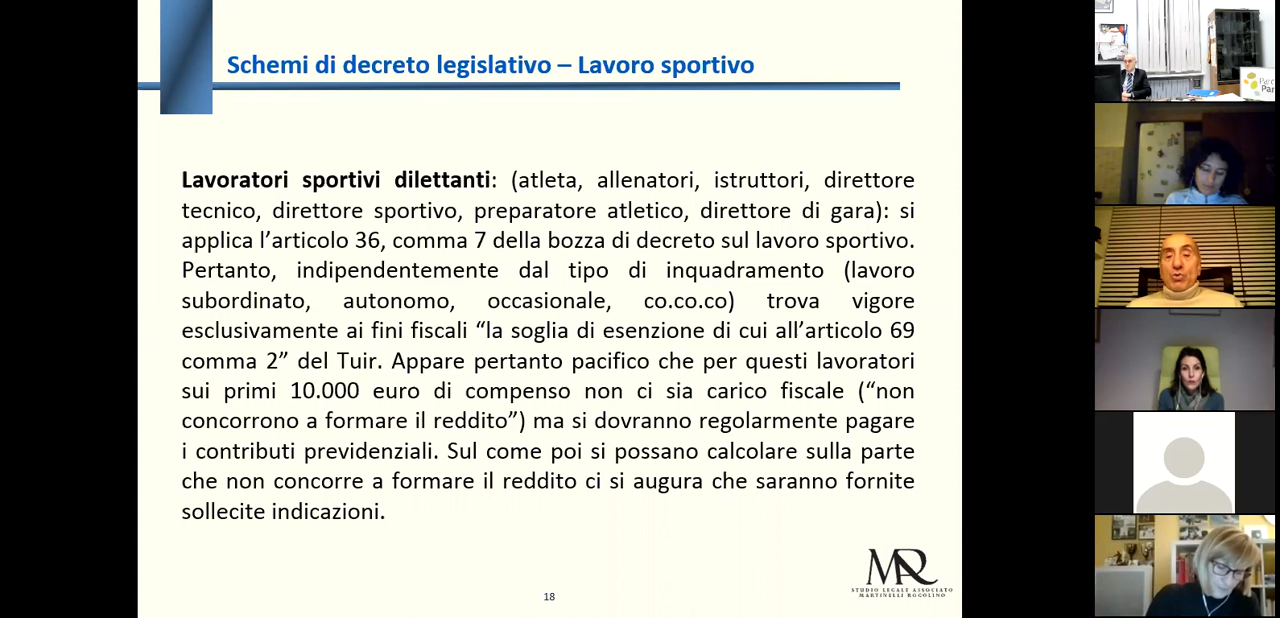 Schemi di decreto legislativo – Lavoro sportivo
Lavoratori sportivi dilettanti: (atleta, allenatori, istruttori, direttore
tecnico, direttore sportivo, preparatore atletico, direttore di gara): si
applica l’articolo 36, comma 7 della bozza di decreto sul lavoro sportivo.
Pertanto, indipendentemente dal tipo di inquadramento (lavoro
subordinato, autonomo, occasionale, co.co.co) trova vigore
esclusivamente ai fini fiscali “la soglia di esenzione di cui all’articolo 69
comma 2” del Tuir. Appare pertanto pacifico che per questi lavoratori
sui primi 10.000 euro di compenso non ci sia carico fiscale (“non
concorrono a formare il reddito”) ma si dovranno regolarmente pagare
i contributi previdenziali. Sul come poi si possano calcolare sulla parte
che non concorre a formare il reddito ci si augura che saranno fornite
sollecite indicazioni.
MR
STUDIO LEGALE ASSOCIATO
MARTINELLI ROGOLINO
18